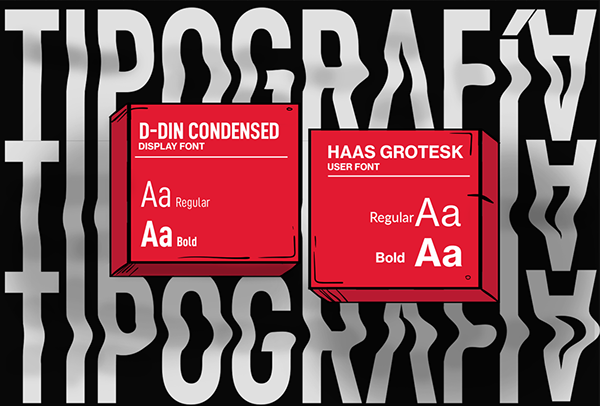 TIPOGRAFÍA
D-DIN CONDENSED
DISPLAY FONT
Aa Regular
Aa Bold
HAAS GROTESK
USER FONT
Regular Aa
Bold Aa
TIPOGRAFÍA
TIPOGRAFÍA